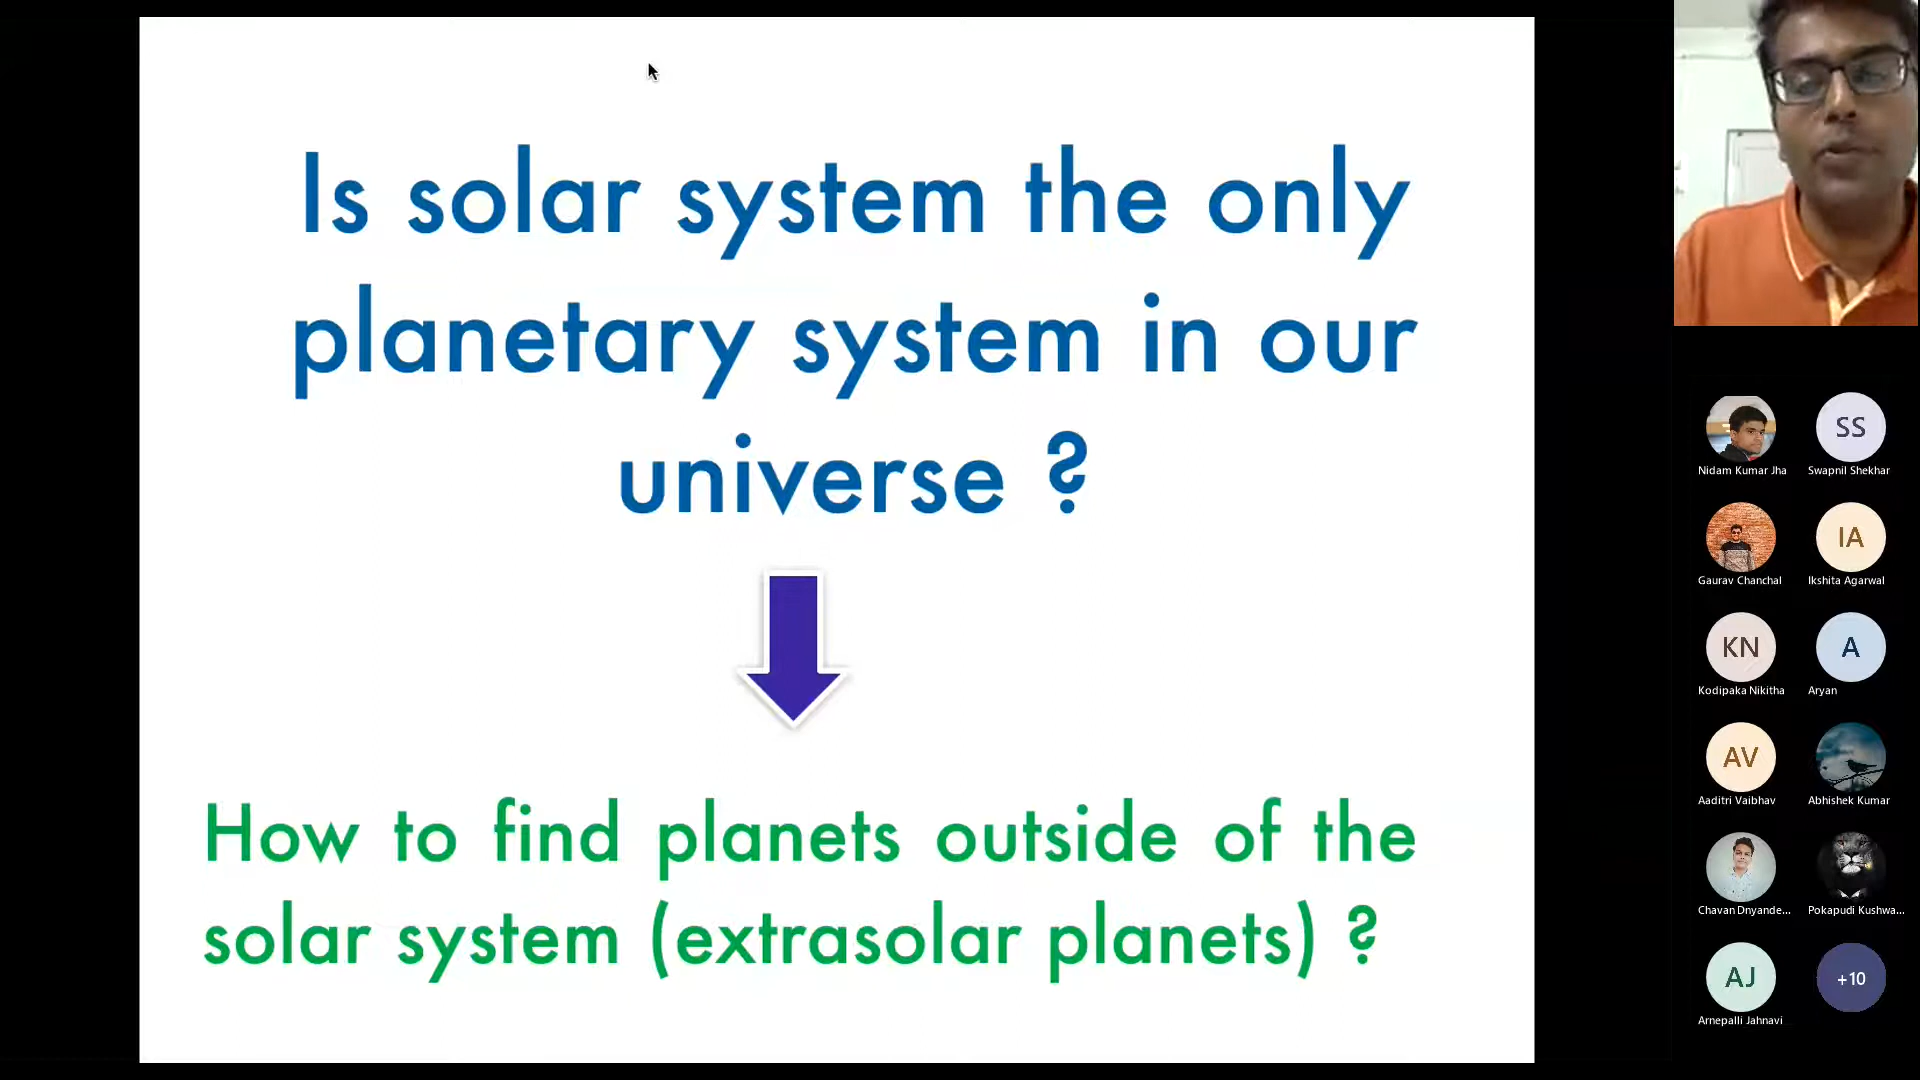 Is solar system the only
planetary system in our
universe ?
How to find planets outside of the
solar system (extrasolar planets) ?
Nidam Kumar Jha
SS
Swapnil Shekhar
Gaurav Chanchal
IA
Ikshita Agarwal
KN
Kodipaka Nikitha
A
Aryan
AV
Aaditri Vaibhav
Abhishek Kumar
Chavan Dnyande...
Pokapudi Kushwa...
AJ
Arnepalli Jahnavi
+10